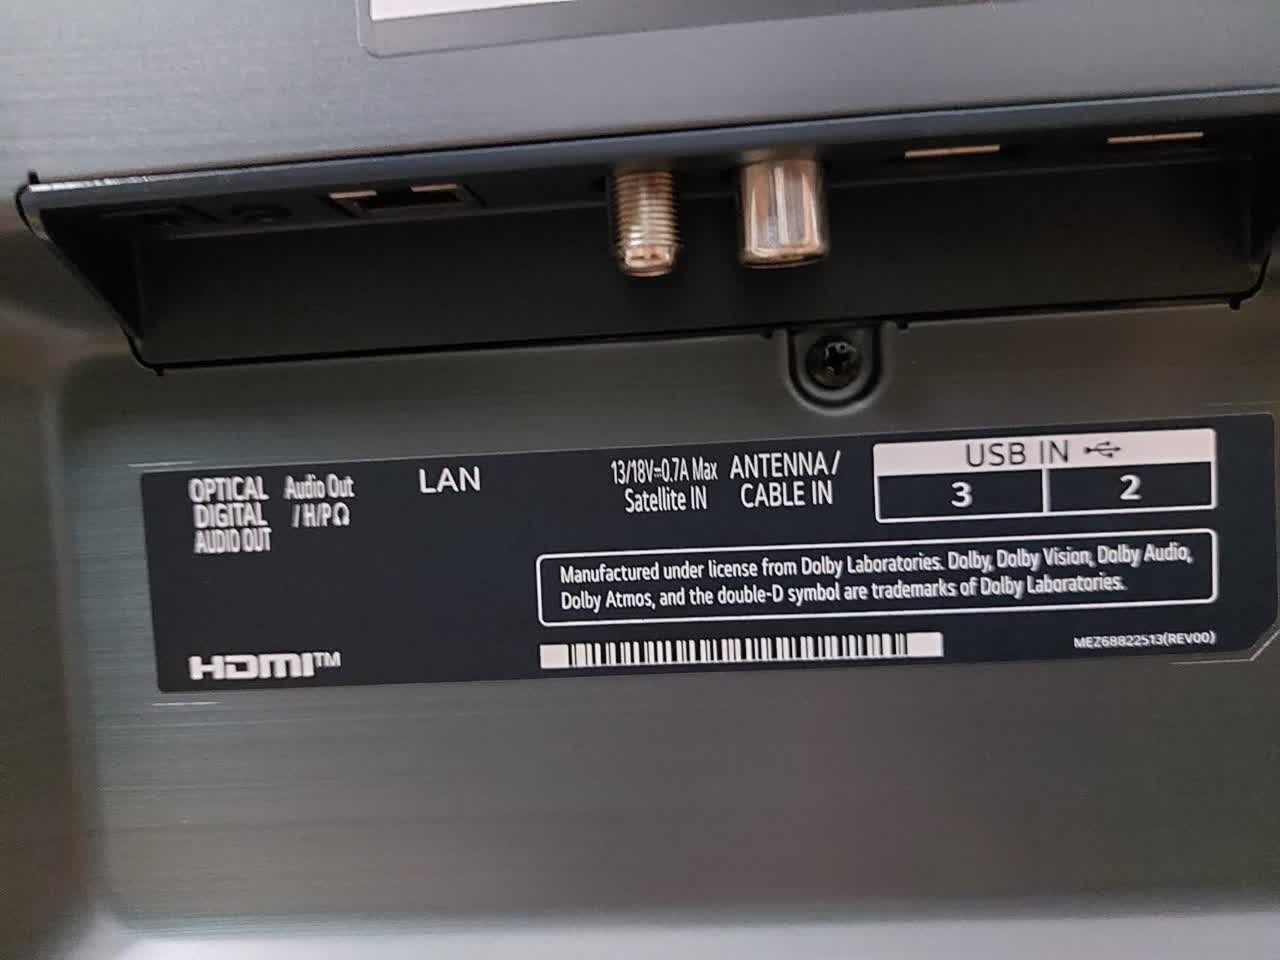 OPTICAL
DIGITAL
AUDIO OUT
Audio Out
/ H/P
LAN
13/18V⎓0.7A Max
Satellite IN
ANTENNA /
CABLE IN
USB IN
3
2
Manufactured under license from Dolby Laboratories. Dolby, Dolby Vision, Dolby Audio,
Dolby Atmos, and the double-D symbol are trademarks of Dolby Laboratories.
HDMI™
MEZ68822513(REV00)